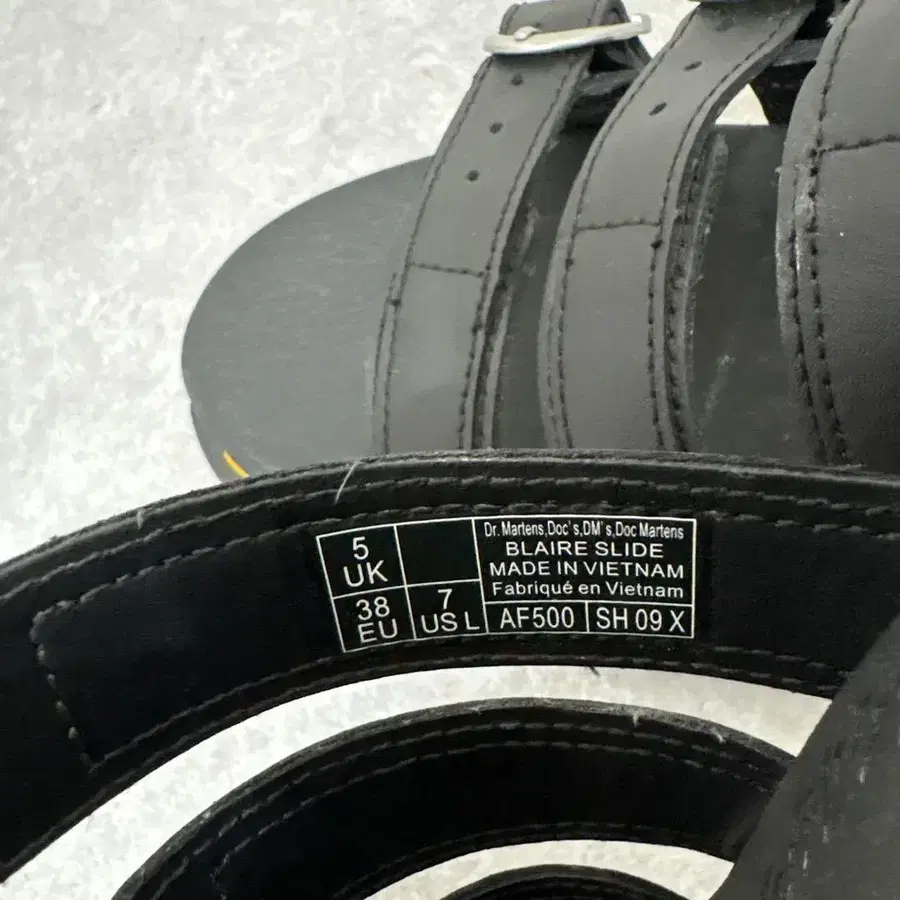 5
UK
38
EU
7
US L
Dr. Martens,Doc's,DM's,Doc Martens
BLAIRE SLIDE
MADE IN VIETNAM
Fabriqué en Vietnam
AF500
SH 09 X